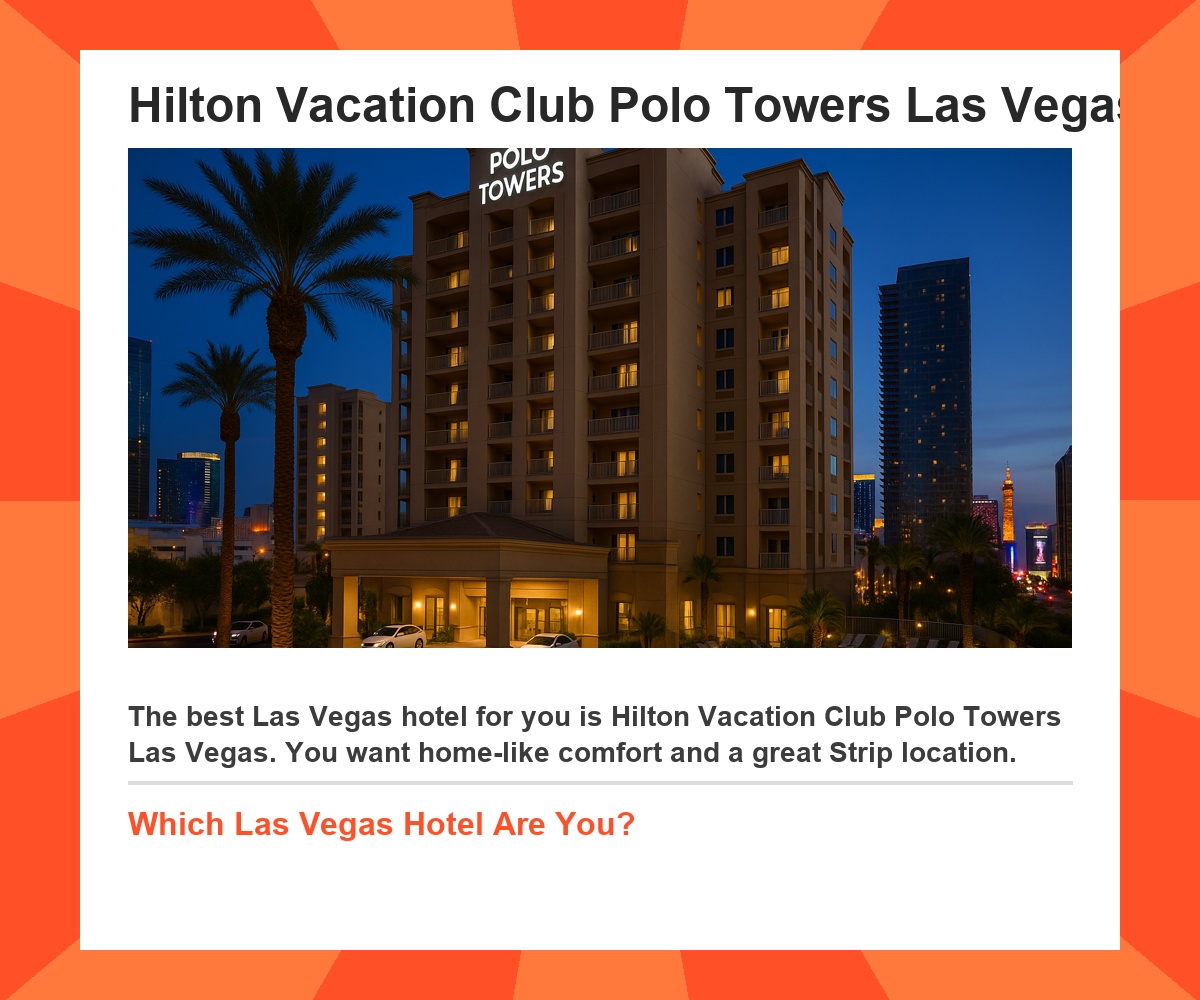 Hilton Vacation Club Polo Towers Las Vegas
POLO
TOWERS
The best Las Vegas hotel for you is Hilton Vacation Club Polo Towers
Las Vegas. You want home-like comfort and a great Strip location.
Which Las Vegas Hotel Are You?